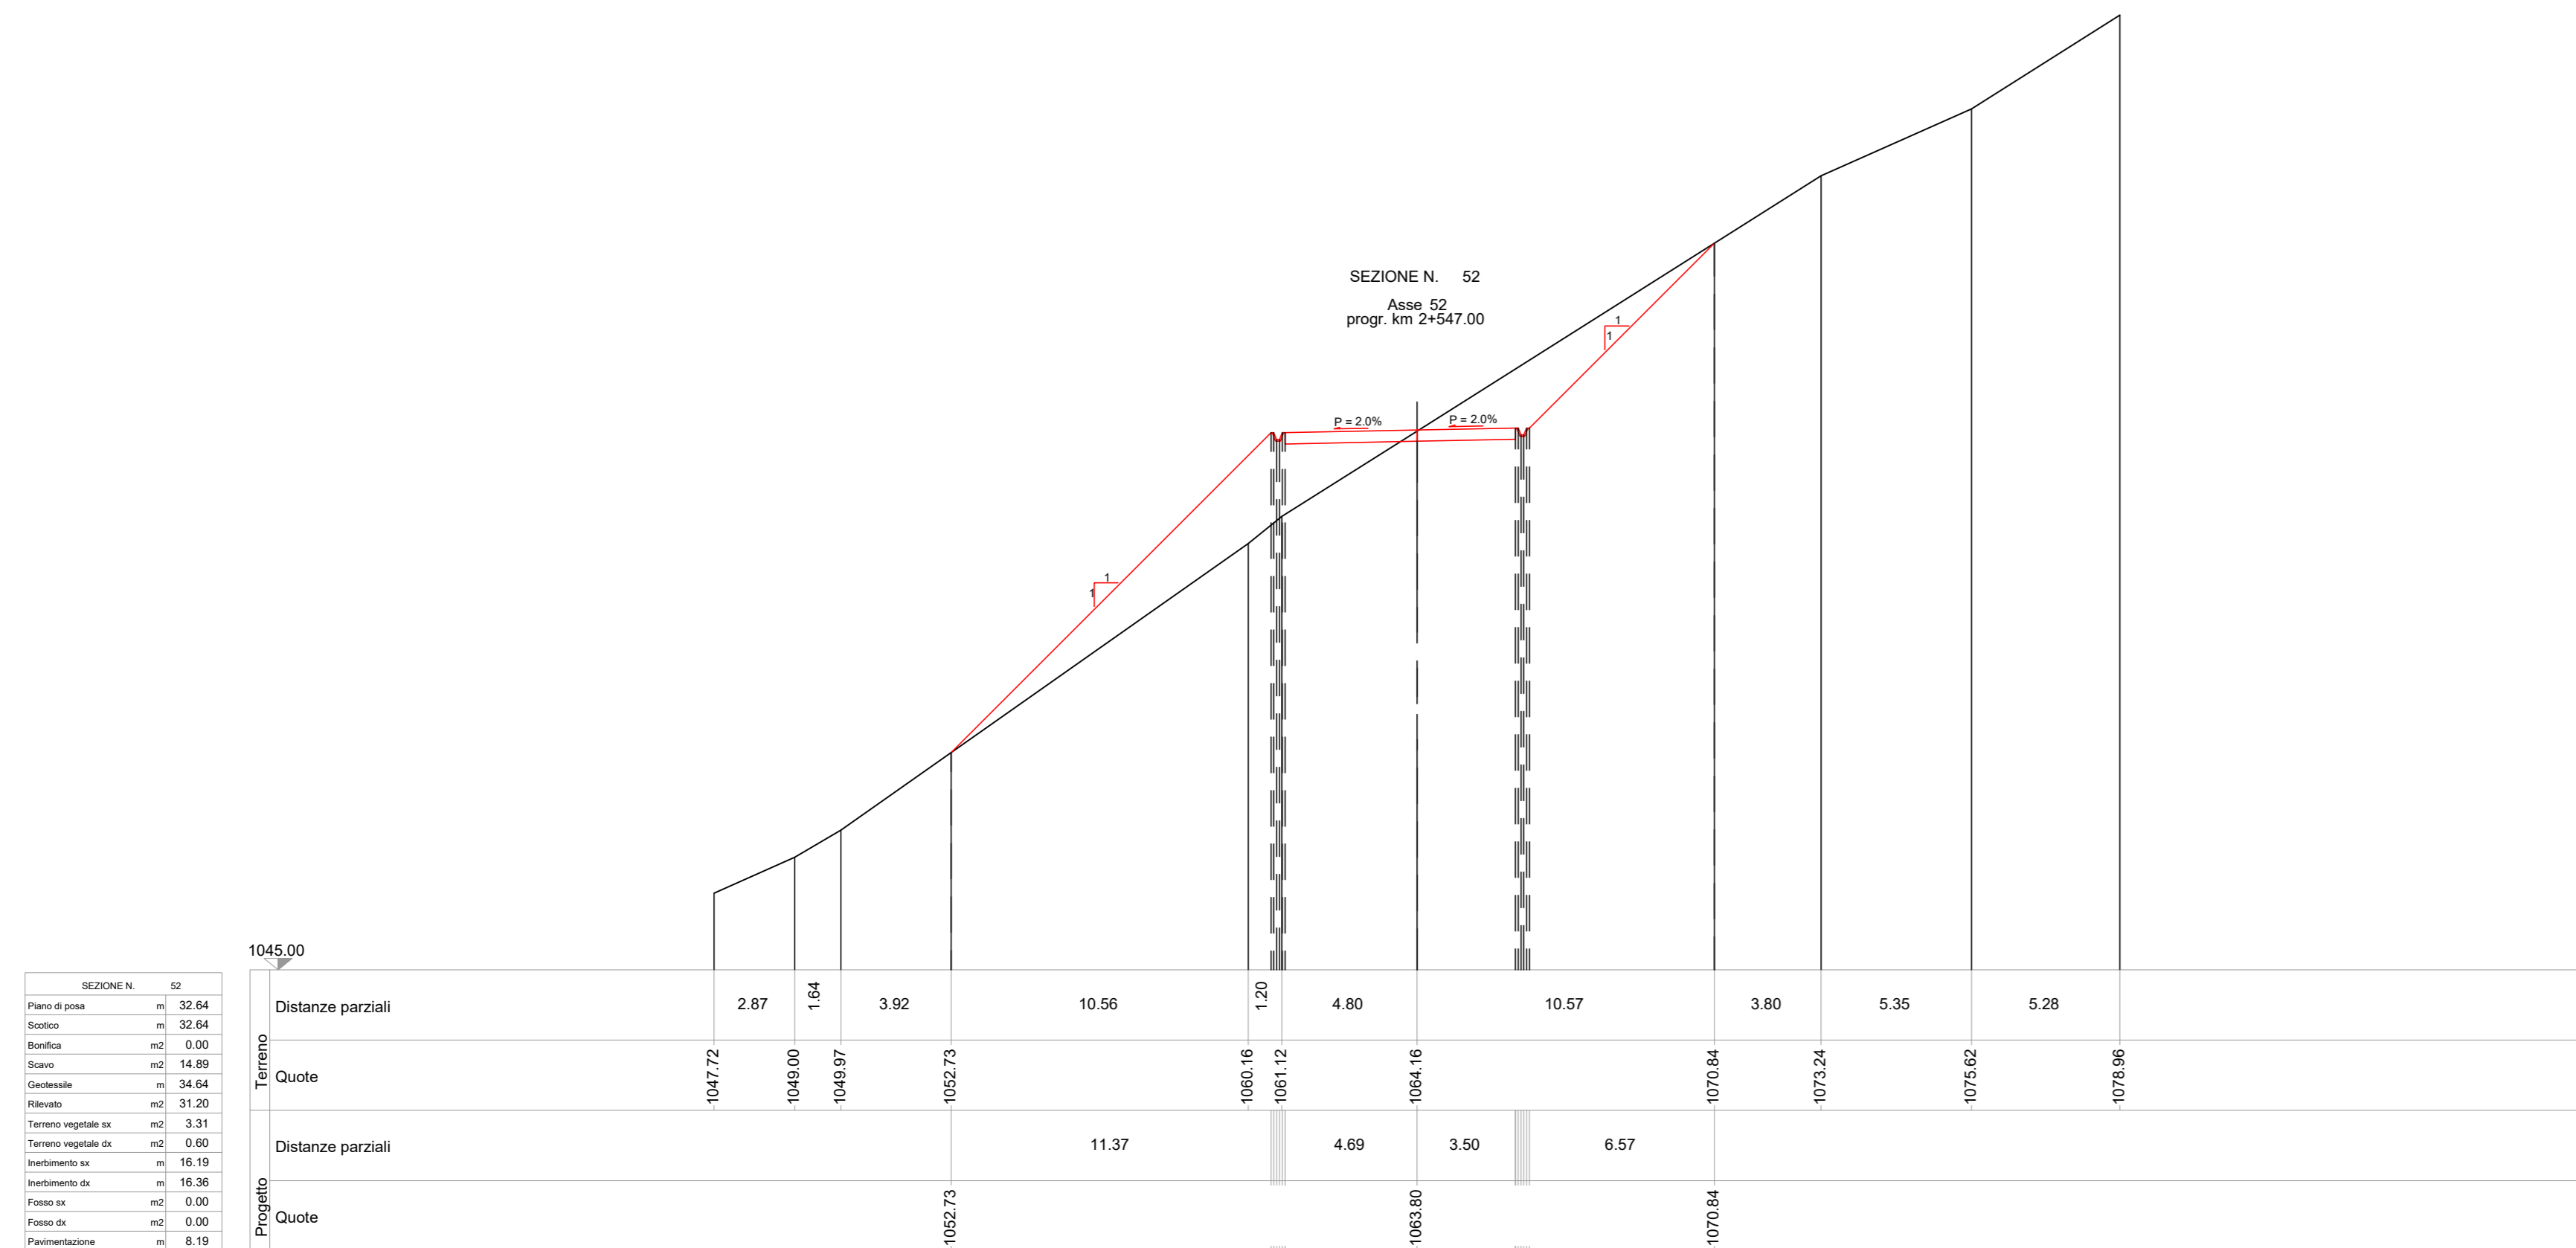 SEZIONE N. 52
Asse 52
progr. km 2+547.00
P = 2.0% P = 2.0%
1
1
1
1
1045.00
SEZIONE N. 52
Piano di posa m 32.64
Scotico m 32.64
Bonifica m2 0.00
Scavo m2 14.89
Geotessile m 34.64
Rilevato m2 31.20
Terreno vegetale sx m2 3.31
Terreno vegetale dx m2 0.60
Inerbimento sx m 16.19
Inerbimento dx m 16.36
Fosso sx m2 0.00
Fosso dx m2 0.00
Pavimentazione m 8.19
Terreno
Distanze parziali 2.87 1.64 3.92 10.56 1.20 4.80 10.57 3.80 5.35 5.28
Quote 1047.72 1049.00 1049.97 1052.73 1060.16 1061.12 1064.16 1070.84 1073.24 1075.62 1078.96
Progetto
Distanze parziali 11.37 4.69 3.50 6.57
Quote 1052.73 1063.80 1070.84